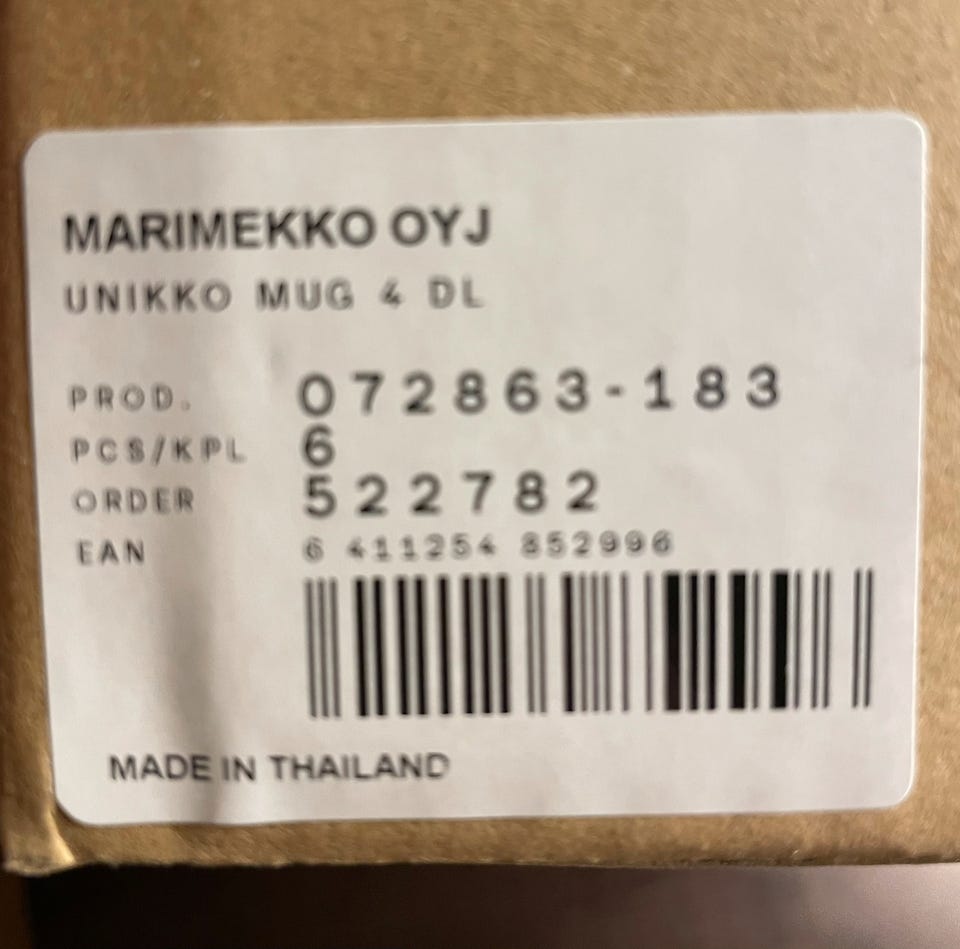 MARIMEKKO OYJ
UNIKKO MUG 4 DL
PROD. 072863-183
PCS/KPL 6
ORDER 522782
EAN 6 411254 852996
MADE IN THAILAND